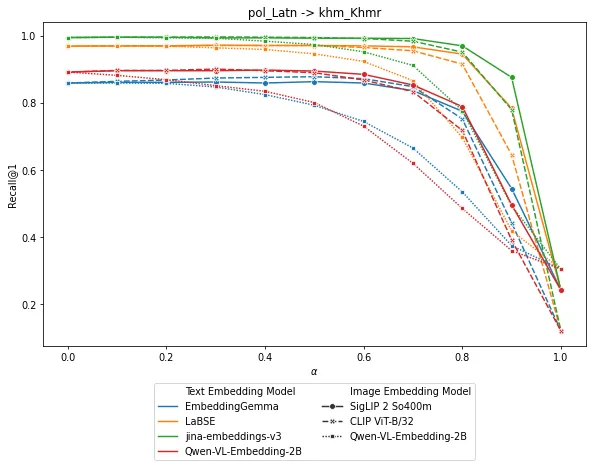 pol_Latn -> khm_Khmr
Recall@1
1.0
0.8
0.6
0.4
0.2
0.0 0.2 0.4 0.6 0.8 1.0
α
Text Embedding Model Image Embedding Model
EmbeddingGemma SigLIP 2 So400m
LaBSE CLIP ViT-B/32
jina-embeddings-v3 Qwen-VL-Embedding-2B
Qwen-VL-Embedding-2B